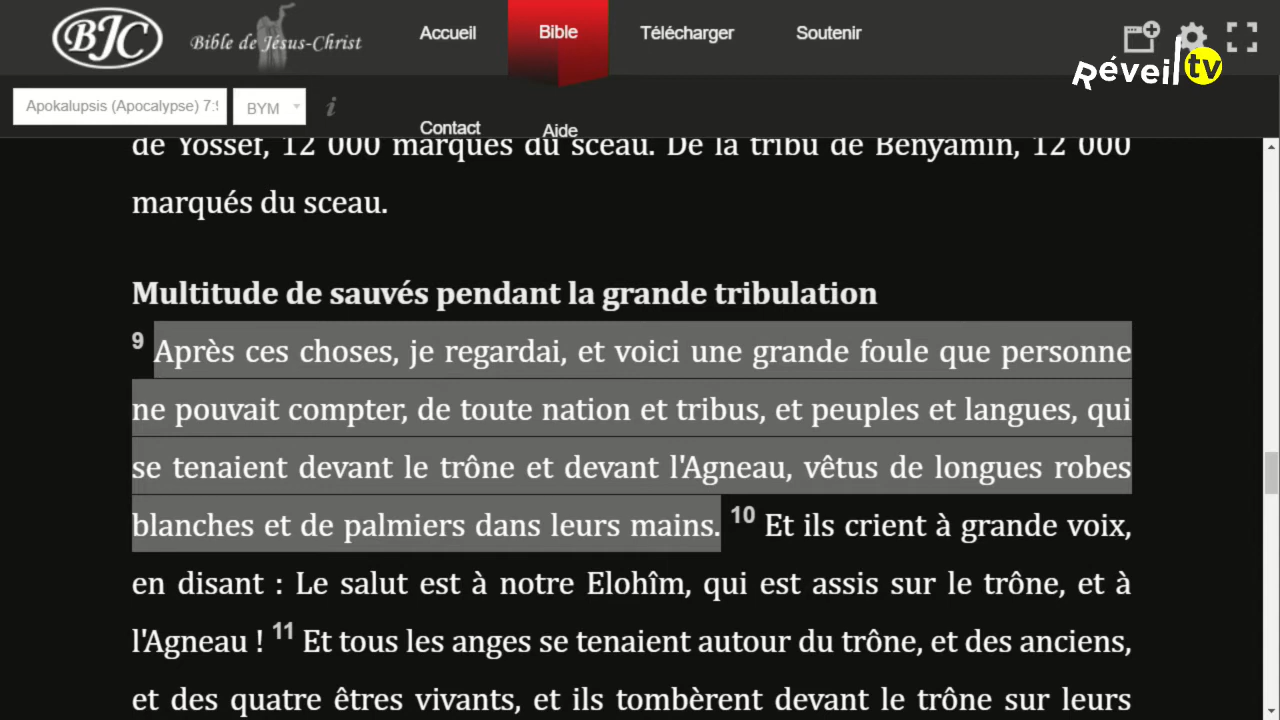 BJC
Bible de Jésus-Christ
Accueil
Bible
Télécharger
Soutenir
Réveil tv
Apokalupsis (Apocalypse) 7:9
BYM
i
Contact
Aide
de Yossef, 12 000 marqués du sceau. De la tribu de Benyamin, 12 000
marqués du sceau.
Multitude de sauvés pendant la grande tribulation
9 Après ces choses, je regardai, et voici une grande foule que personne
ne pouvait compter, de toute nation et tribus, et peuples et langues, qui
se tenaient devant le trône et devant l'Agneau, vêtus de longues robes
blanches et de palmiers dans leurs mains. 10 Et ils crient à grande voix,
en disant : Le salut est à notre Elohîm, qui est assis sur le trône, et à
l'Agneau ! 11 Et tous les anges se tenaient autour du trône, et des anciens,
et des quatre êtres vivants, et ils tombèrent devant le trône sur leurs